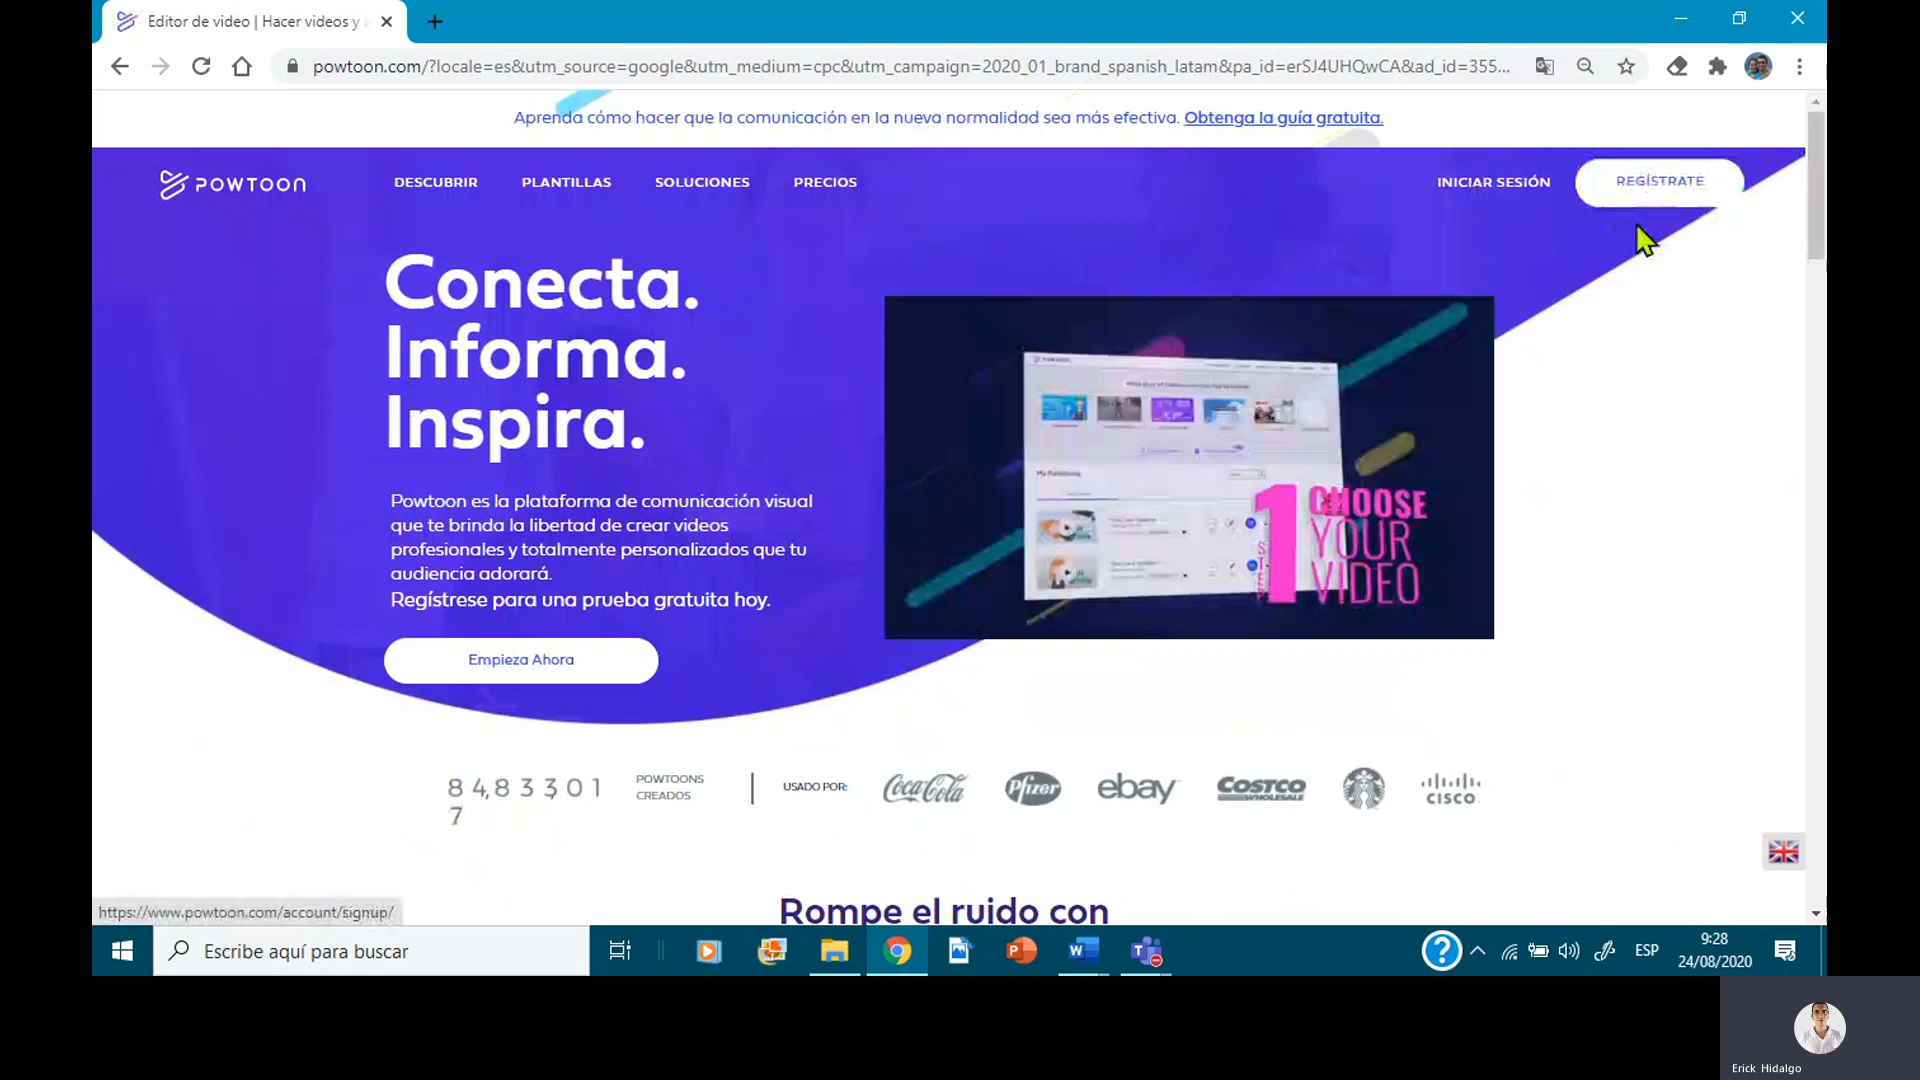 Editor de video | Hacer videos y a
powtoon.com/?locale=es&utm_source=google&utm_medium=cpc&utm_campaign=2020_01_brand_spanish_latam&pa_id=erSJ4UHQwCA&ad_id=355...
Aprenda cómo hacer que la comunicación en la nueva normalidad sea más efectiva. Obtenga la guía gratuita.
POWTOON
DESCUBRIR
PLANTILLAS
SOLUCIONES
PRECIOS
INICIAR SESIÓN
REGÍSTRATE
Conecta.
Informa.
Inspira.
Powtoon es la plataforma de comunicación visual
que te brinda la libertad de crear videos
profesionales y totalmente personalizados que tu
audiencia adorará.
Regístrese para una prueba gratuita hoy.
Empieza Ahora
STEP
1
CHOOSE
YOUR
VIDEO
8 4,8 3 3, 0 1
7
POWTOONS
CREADOS
USADO POR:
Coca-Cola
Pfizer
ebay
COSTCO
WHOLESALE
CISCO
https://www.powtoon.com/account/signup/
Rompe el ruido con
Escribe aquí para buscar
ESP
9:28
24/08/2020
Erick Hidalgo